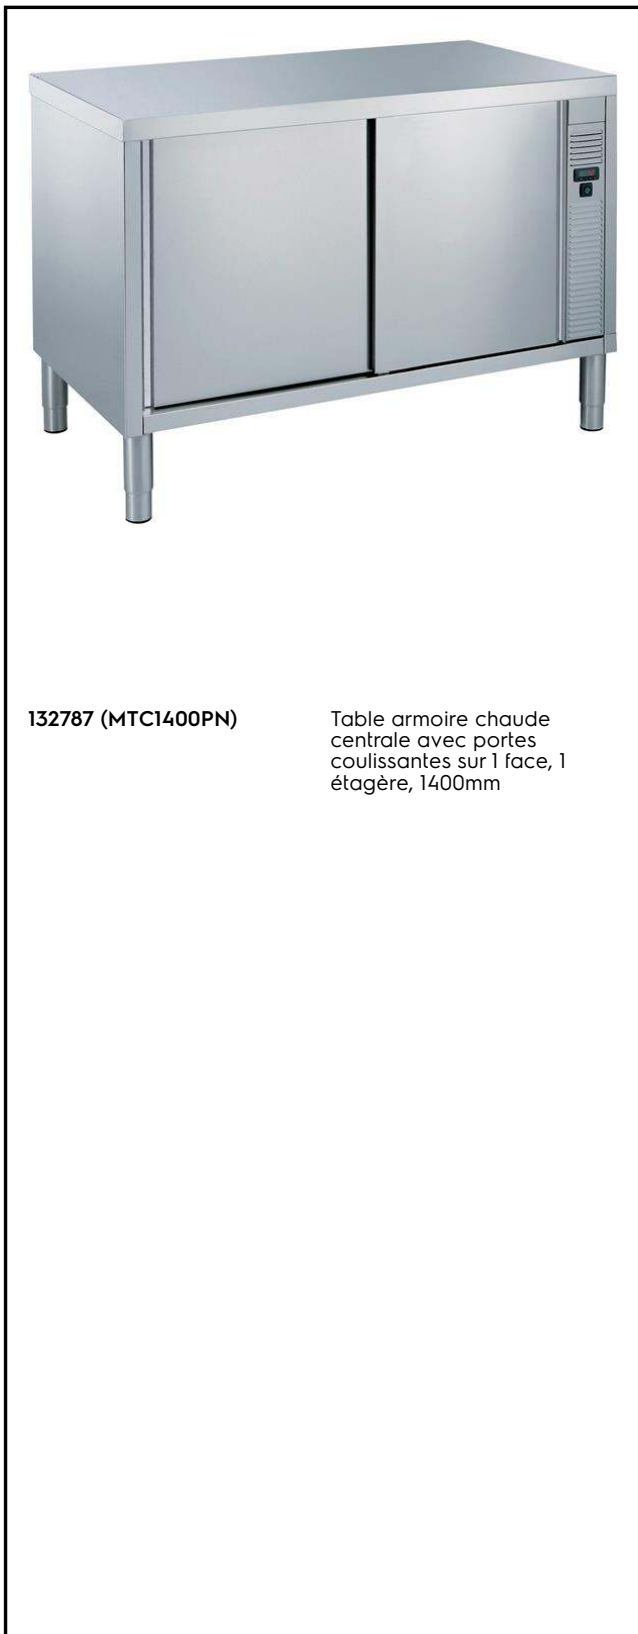 132787 (MTC1400PN)
Table armoire chaude
centrale avec portes
coulissantes sur 1 face, 1
étagère, 1400mm